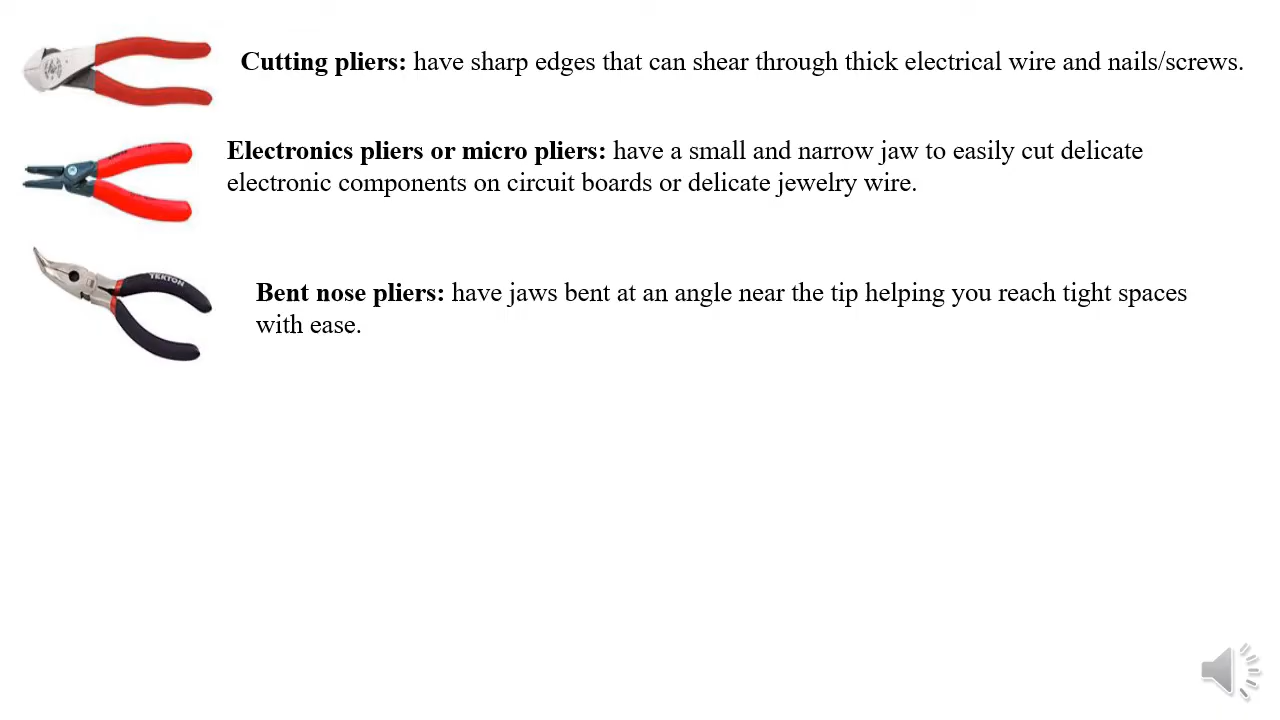 Cutting pliers: have sharp edges that can shear through thick electrical wire and nails/screws.
Electronics pliers or micro pliers: have a small and narrow jaw to easily cut delicate
electronic components on circuit boards or delicate jewelry wire.
TEKTON
Bent nose pliers: have jaws bent at an angle near the tip helping you reach tight spaces
with ease.